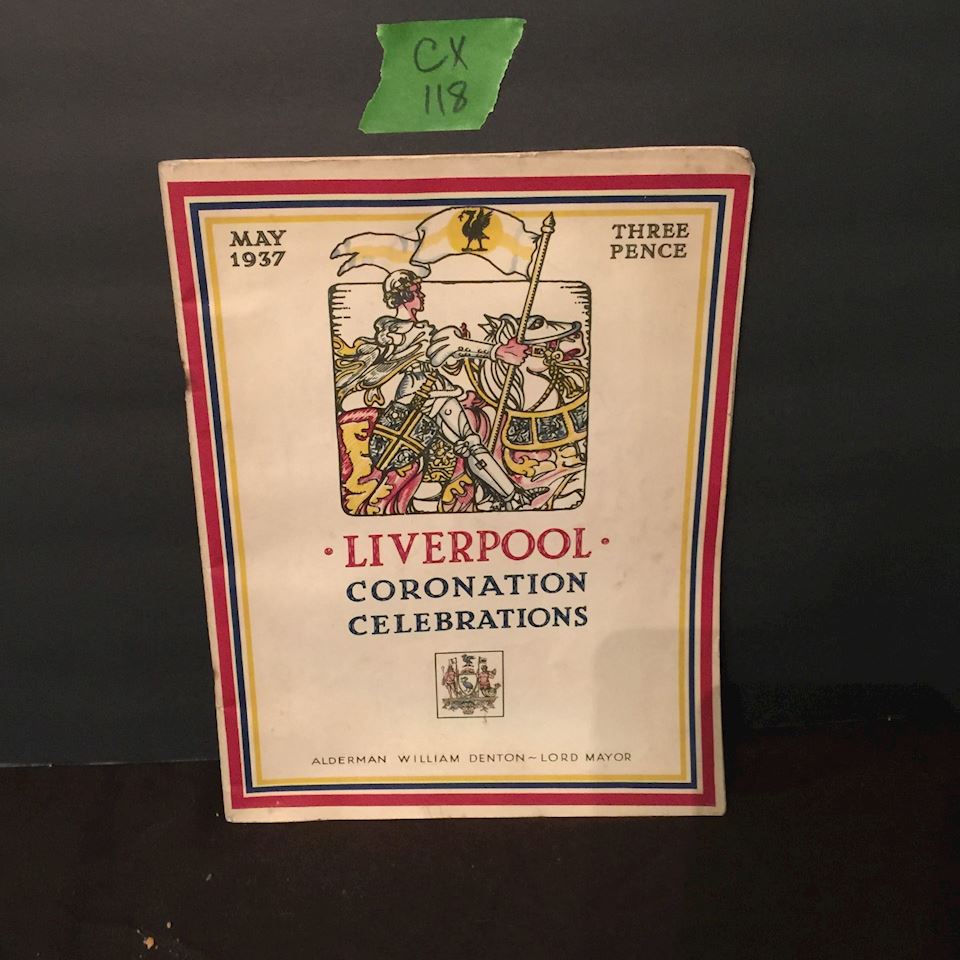 CX
118
MAY
1937
THREE
PENCE
· LIVERPOOL ·
CORONATION
CELEBRATIONS
ALDERMAN WILLIAM DENTON ~ LORD MAYOR